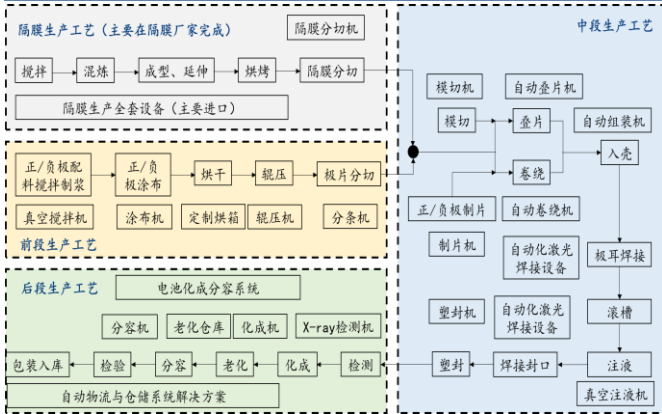 隔膜生产工艺（主要在隔膜厂家完成）
隔膜分切机
搅拌
混炼
成型、延伸
烘烤
隔膜分切
隔膜生产全套设备（主要进口）
正/负极配
料搅拌制浆
正/负
极涂布
烘干
辊压
极片分切
真空搅拌机
涂布机
定制烘箱
辊压机
分条机
前段生产工艺
后段生产工艺
电池化成分容系统
分容机
老化仓库
化成机
X-ray检测机
包装入库
检验
分容
老化
化成
检测
自动物流与仓储系统解决方案
中段生产工艺
模切机
自动叠片机
模切
叠片
自动组装机
入壳
卷绕
正/负极制片
自动卷绕机
制片机
自动化激光
焊接设备
极耳焊接
塑封机
自动化激光
焊接设备
滚槽
塑封
焊接封口
注液
真空注液机